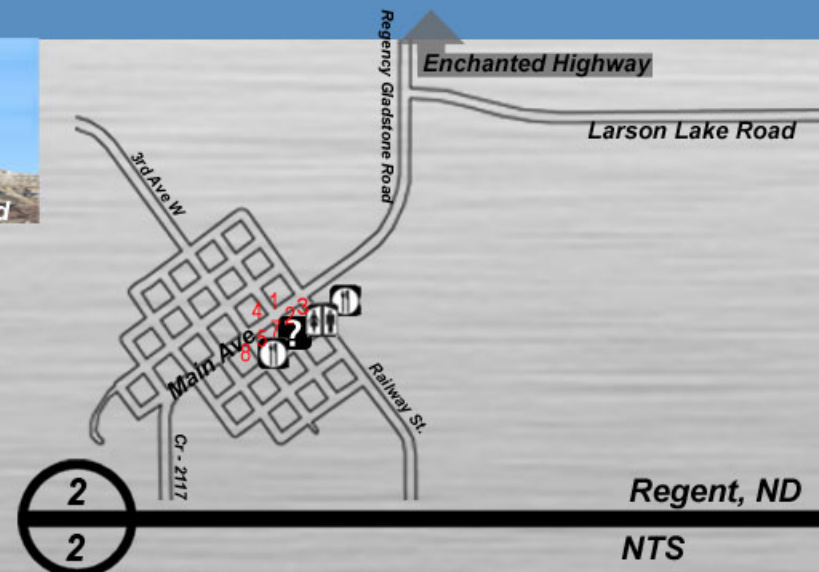 Regency Gladstone Road
Enchanted Highway
Larson Lake Road
d
3rd Ave W
1
3
4
2
7
?
6
8
Main Ave
Railway St.
Cr - 2117
2
2
Regent, ND
NTS